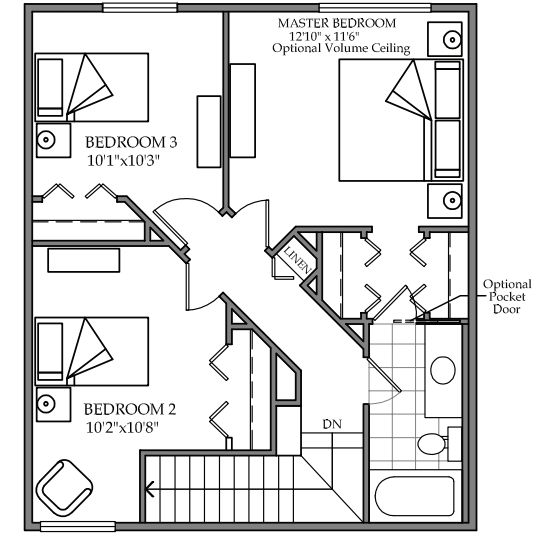 MASTER BEDROOM
12'10" x 11'6"
Optional Volume Ceiling
BEDROOM 3
10'1"x10'3"
LINEN
Optional
Pocket
Door
BEDROOM 2
10'2"x10'8"
DN